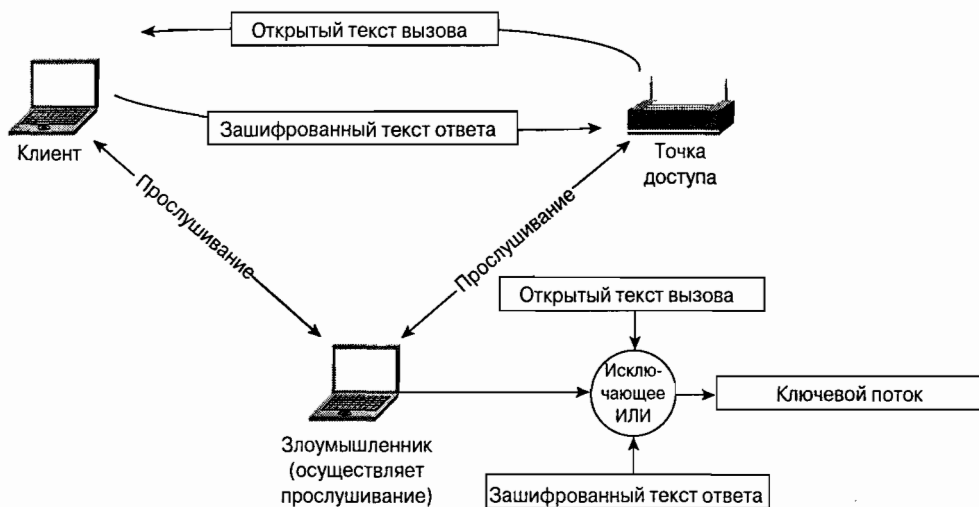 Открытый текст вызова
Зашифрованный текст ответа
Клиент
Точка
доступа
Прослушивание
Прослушивание
Открытый текст вызова
Исклю-
чающее
ИЛИ
Ключевой поток
Злоумышленник
(осуществляет
прослушивание)
Зашифрованный текст ответа